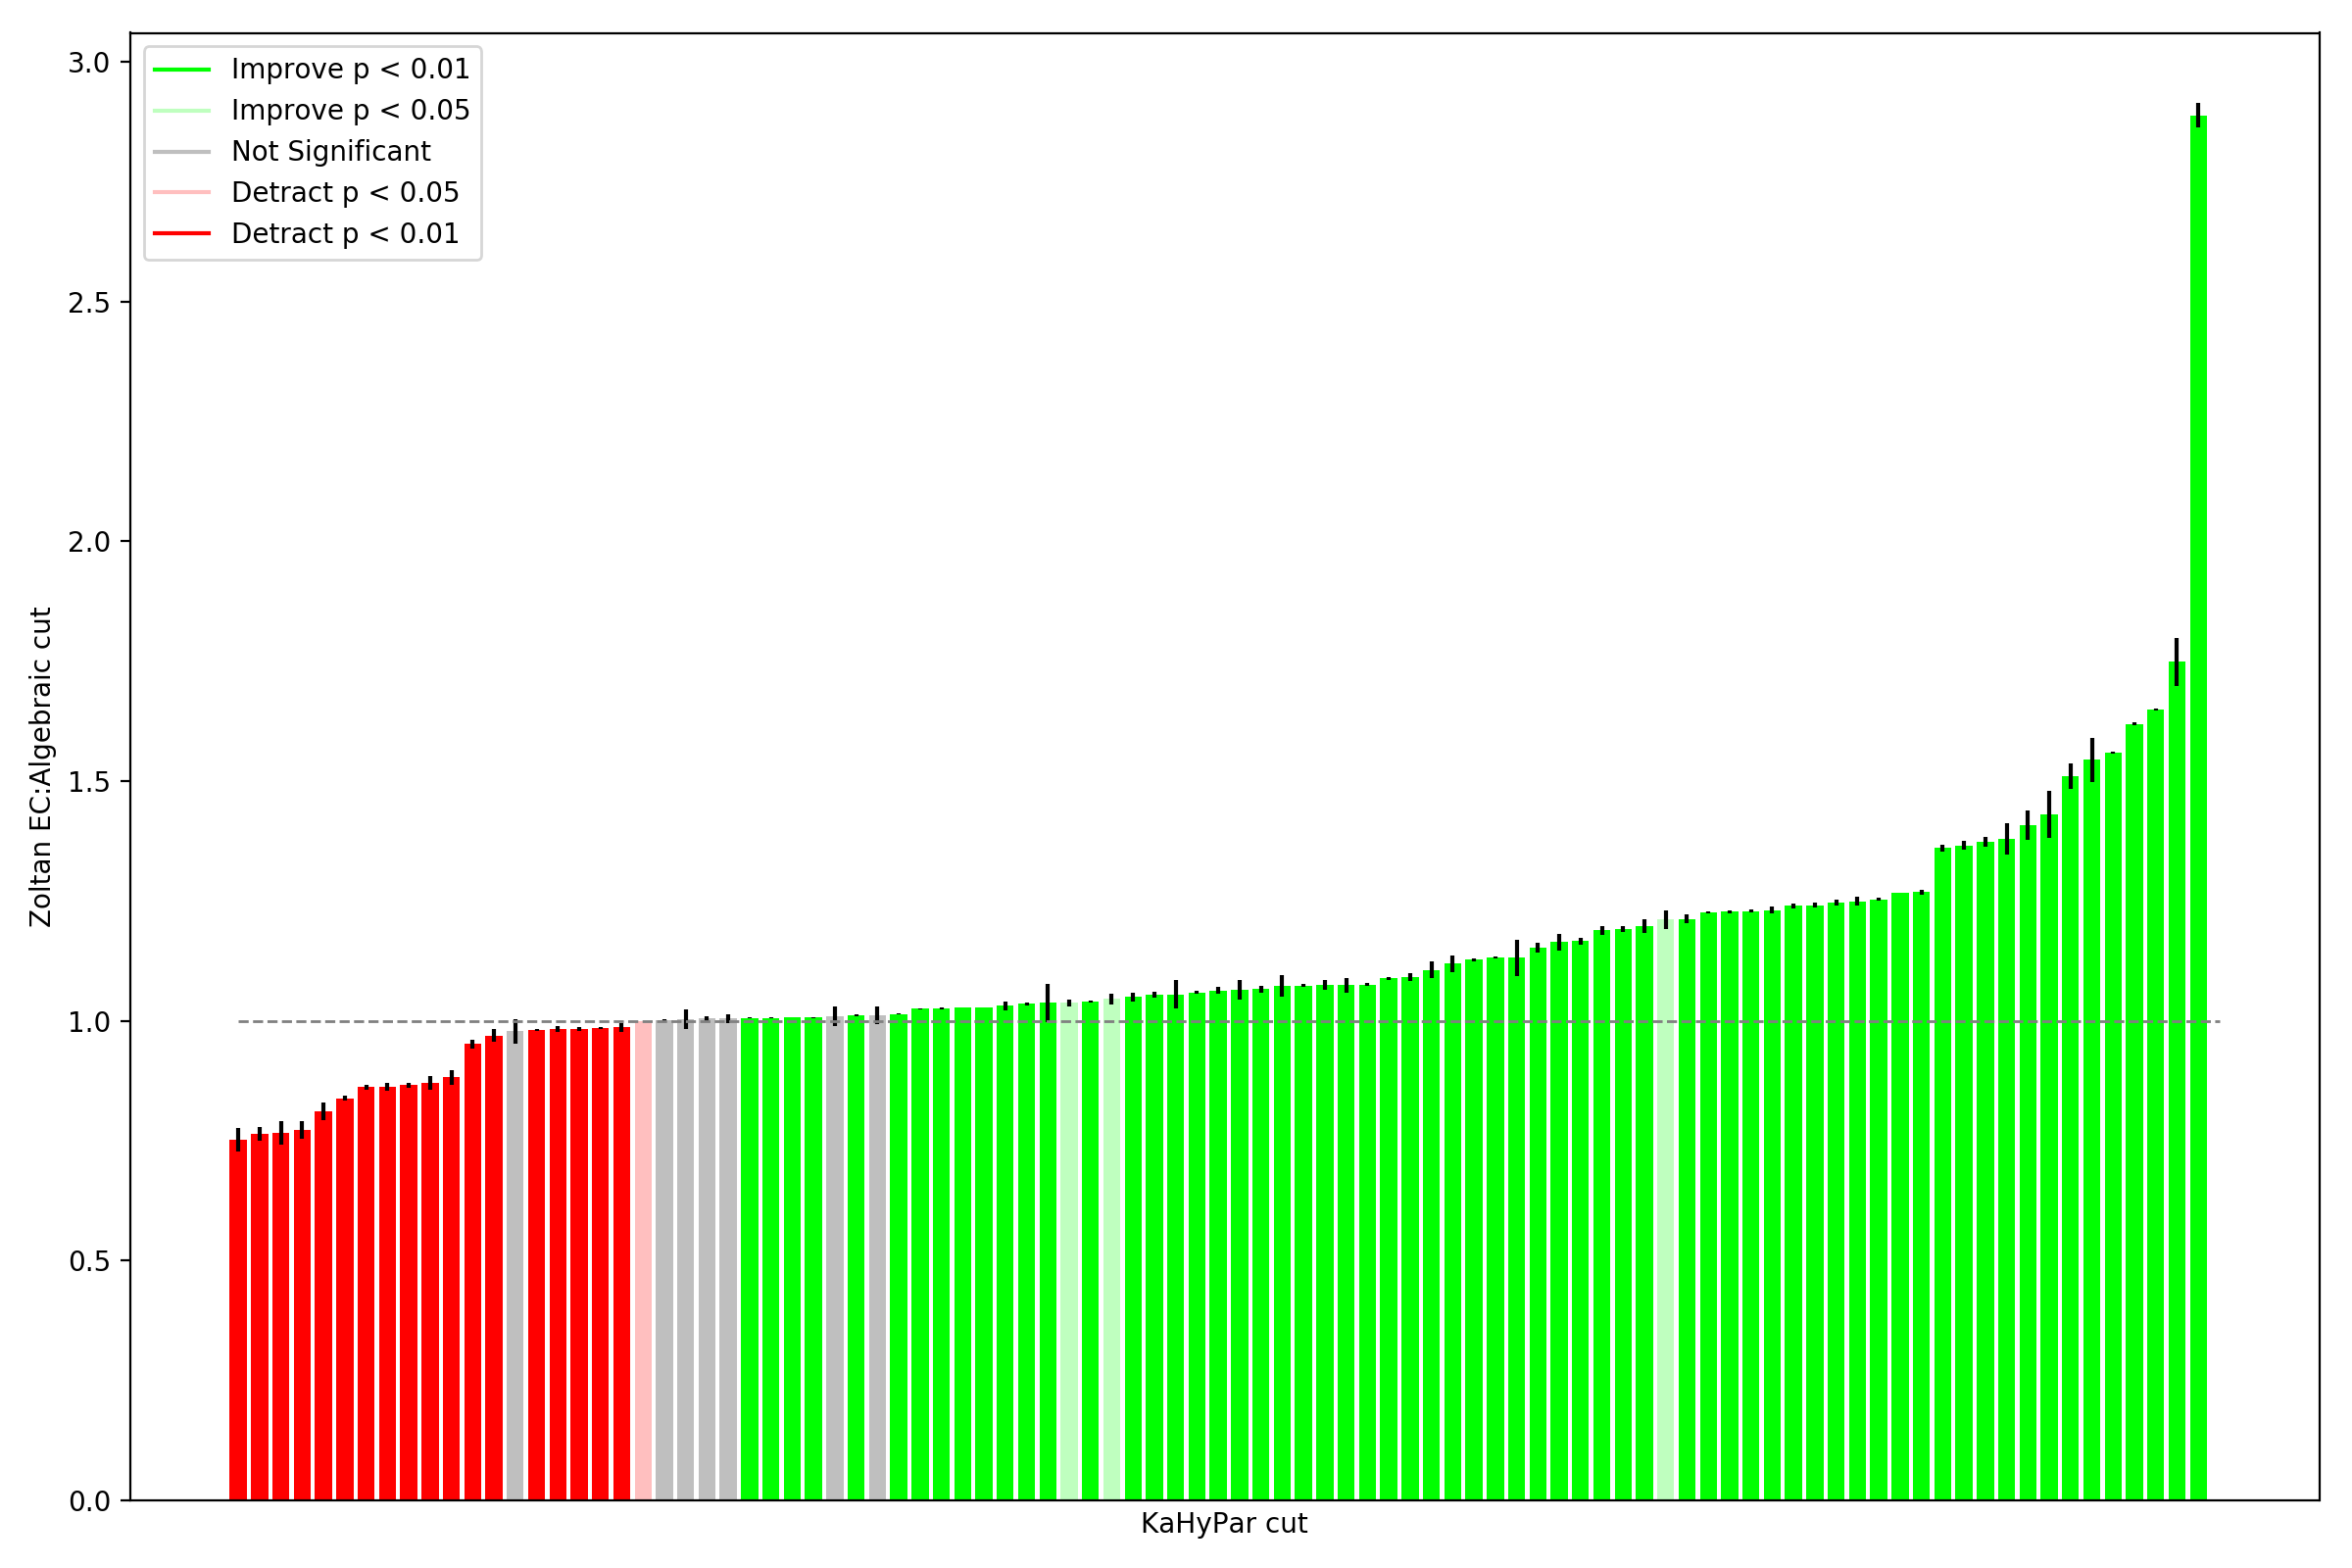 Improve p < 0.01
Improve p < 0.05
Not Significant
Detract p < 0.05
Detract p < 0.01
3.0
2.5
2.0
1.5
1.0
0.5
0.0
Zoltan EC:Algebraic cut
KaHyPar cut